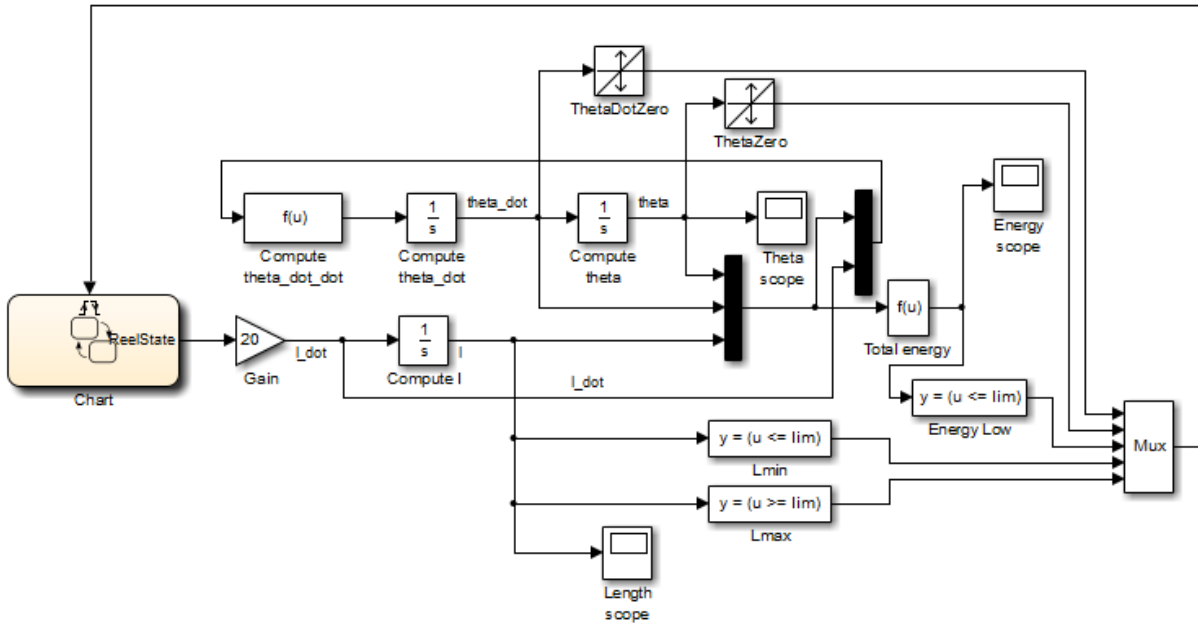 ThetaDotZero
ThetaZero
theta_dot
theta
f(u)
1
s
1
s
Energy
scope
Compute
theta_dot_dot
Compute
theta_dot
Compute
theta
Theta
scope
f(u)
Total energy
ReelState
20
l_dot
1
s
l
Gain
Compute l
l_dot
Chart
y = (u <= lim)
Energy Low
Mux
y = (u <= lim)
Lmin
y = (u >= lim)
Lmax
Length
scope